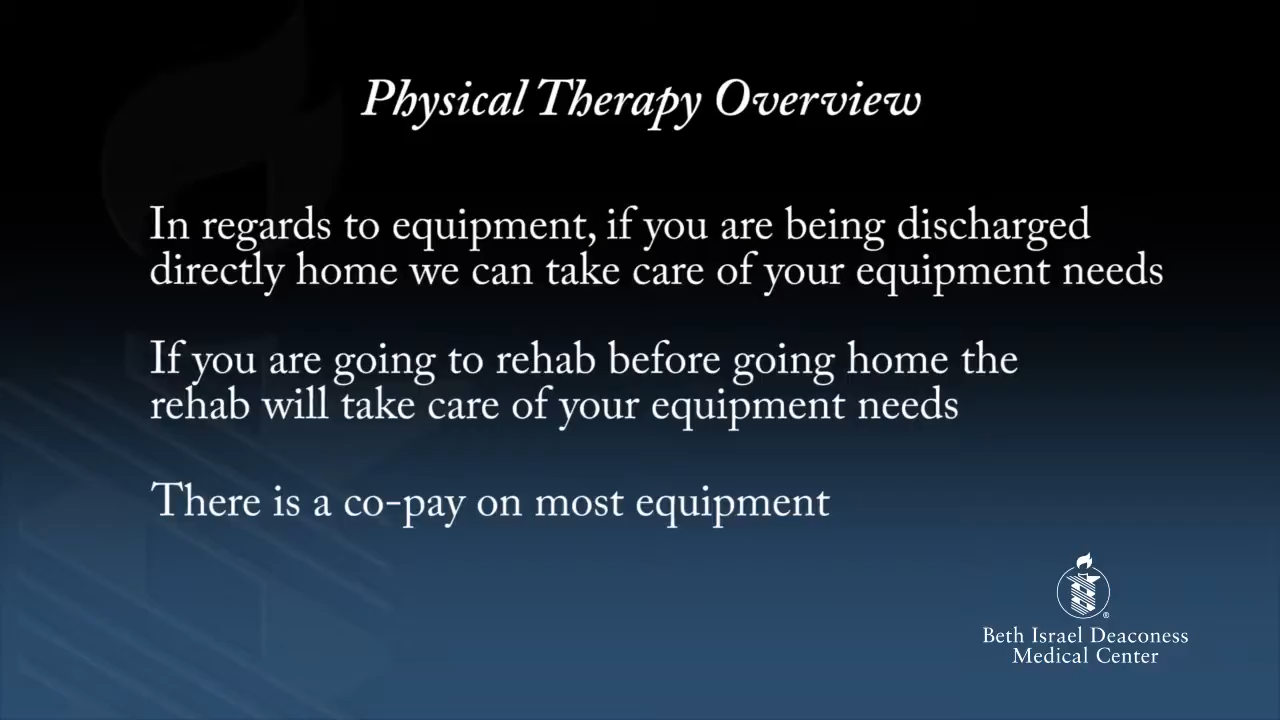 Physical Therapy Overview
In regards to equipment, if you are being discharged
directly home we can take care of your equipment needs
If you are going to rehab before going home the
rehab will take care of your equipment needs
There is a co-pay on most equipment
®
Beth Israel Deaconess
Medical Center